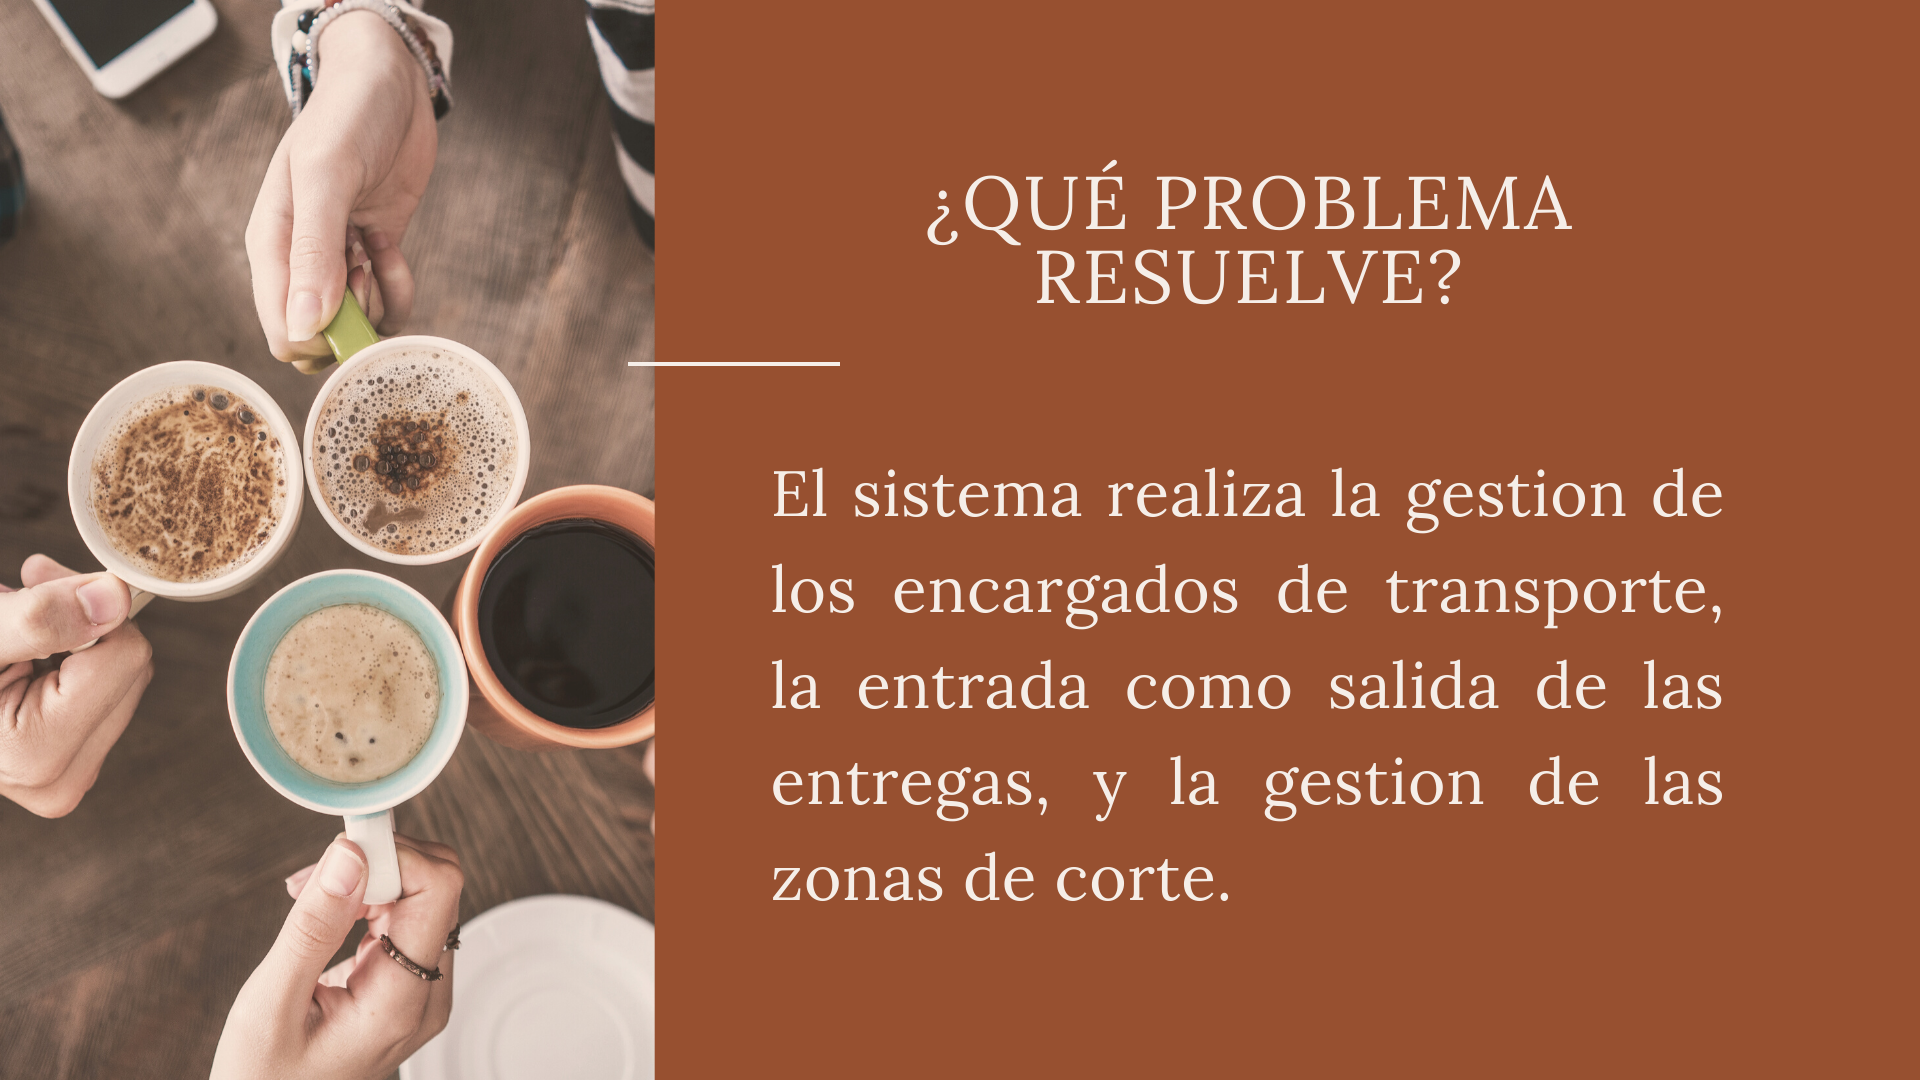 ¿QUÉ PROBLEMA
RESUELVE?
El sistema realiza la gestion de
los encargados de transporte,
la entrada como salida de las
entregas, y la gestion de las
zonas de corte.